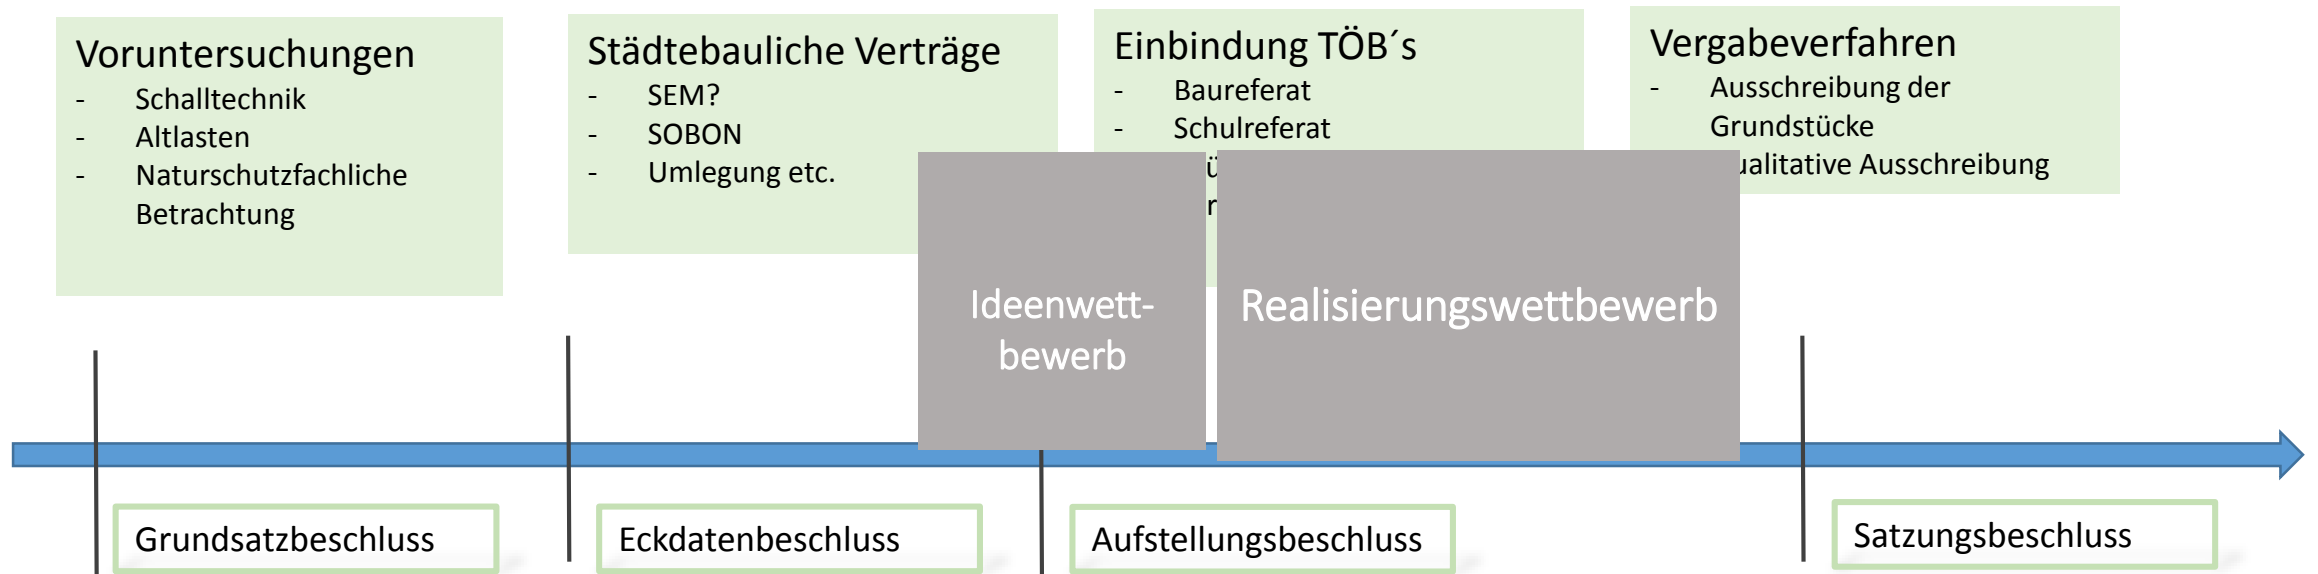 Voruntersuchungen
- Schalltechnik
- Altlasten
- Naturschutzfachliche
Betrachtung
Städtebauliche Verträge
- SEM?
- SOBON
- Umlegung etc.
Einbindung TÖB´s
- Baureferat
- Schulreferat
Vergabeverfahren
- Ausschreibung der
Grundstücke
Ausschreibung
Ideenwett-
bewerb
Realisierungswettbewerb
Grundsatzbeschluss
Eckdatenbeschluss
Aufstellungsbeschluss
Satzungsbeschluss